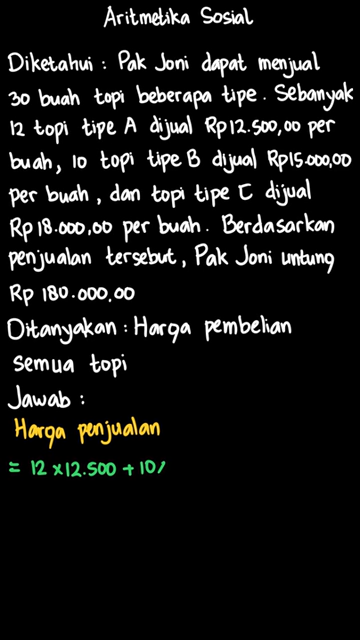 Aritmetika Sosial
Diketahui : Pak Joni dapat menjual
30 buah topi beberapa tipe. Sebanyak
12 topi tipe A dijual Rp12.500,00 per
buah, 10 topi tipe B dijual Rp15.000,00
per buah, dan topi tipe C dijual
Rp 18.000,00 per buah. Berdasarkan
penjualan tersebut, Pak Joni untung
Rp 180.000,00
Ditanyakan : Harga pembelian
semua topi
Jawab :
Harga penjualan
= 12 × 12.500 + 10